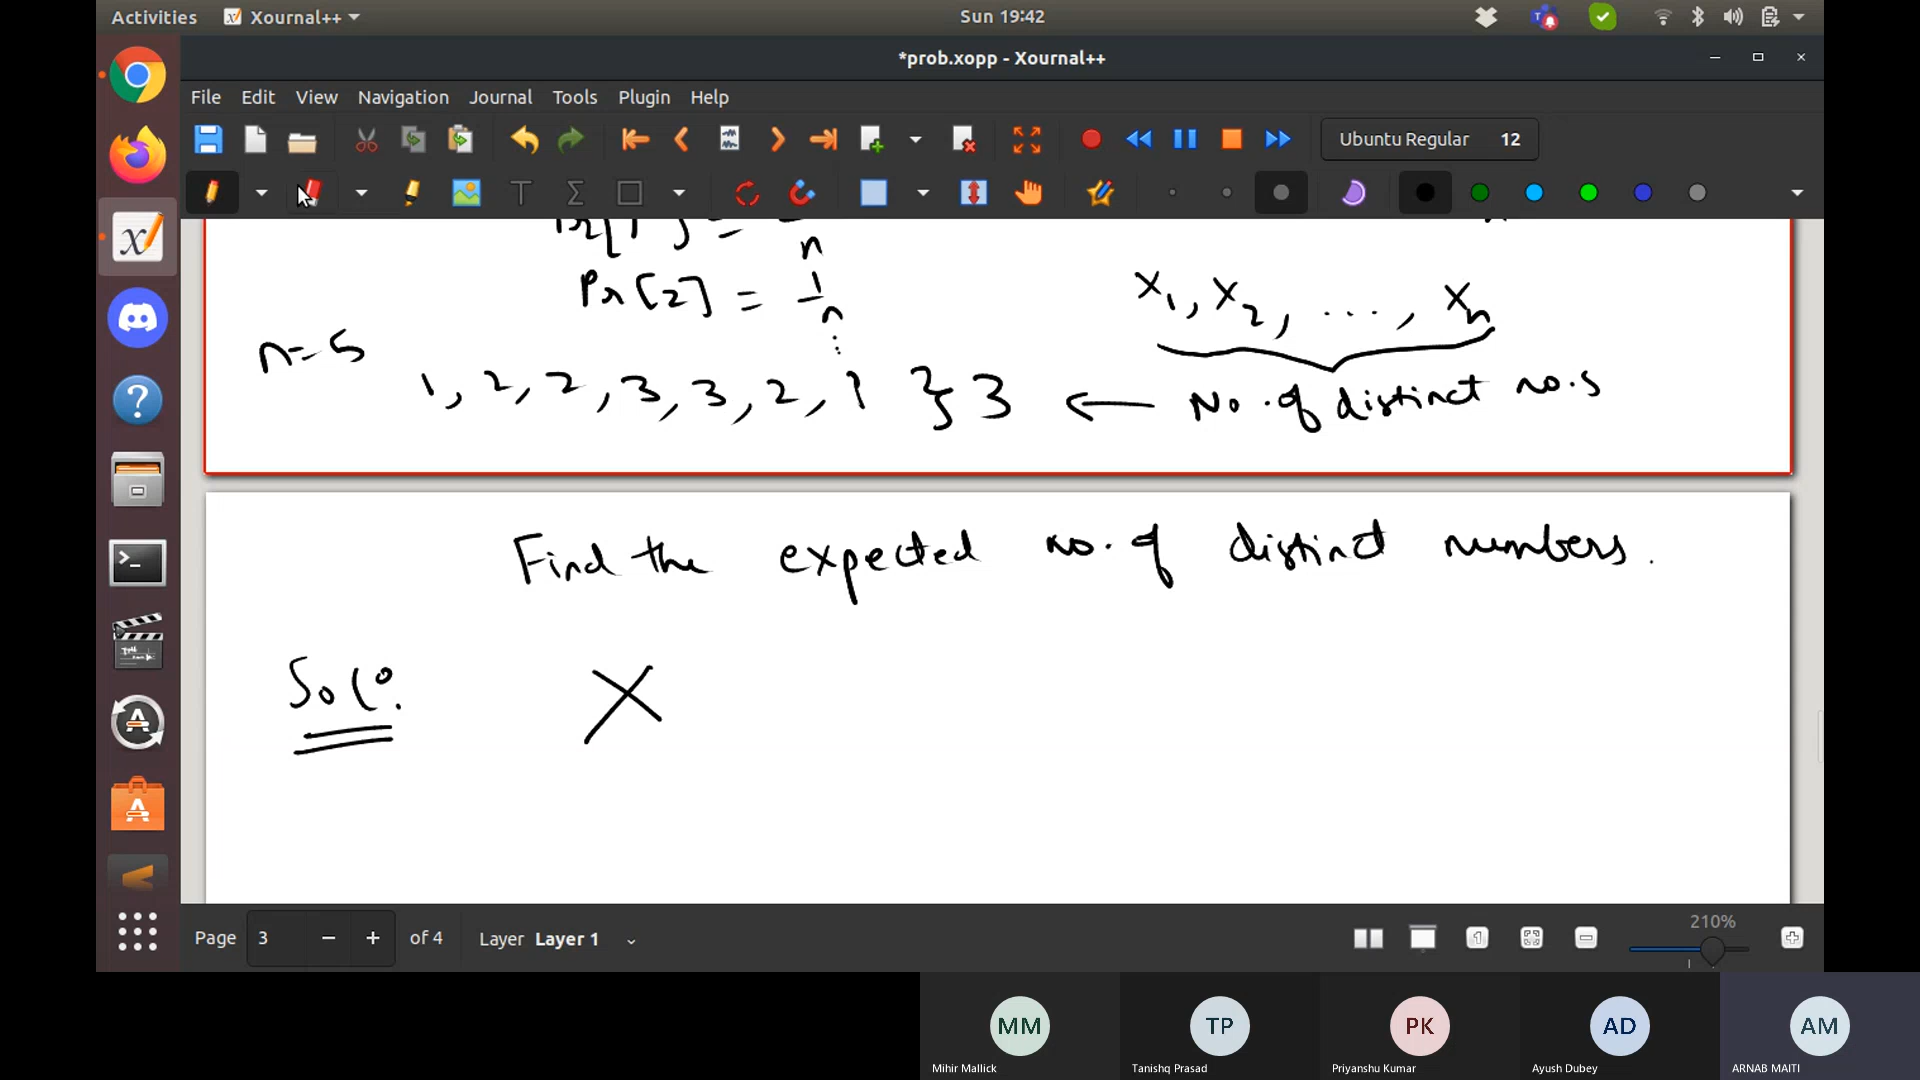 Activities Xournal++ Sun 19:42
*prob.xopp - Xournal++
File Edit View Navigation Journal Tools Plugin Help
Ubuntu Regular 12
n
Pr[2] = 1/n
x1, x2, ..., xn
n=5
1, 2, 2, 3, 3, 2, 1 } 3 ← No. of distinct no.s
Find the expected no. of distinct numbers.
Soln. X
Page 3 of 4 Layer Layer 1
210%
MM TP PK AD AM
Mihir Mallick Tanishq Prasad Priyanshu Kumar Ayush Dubey ARNAB MAITI